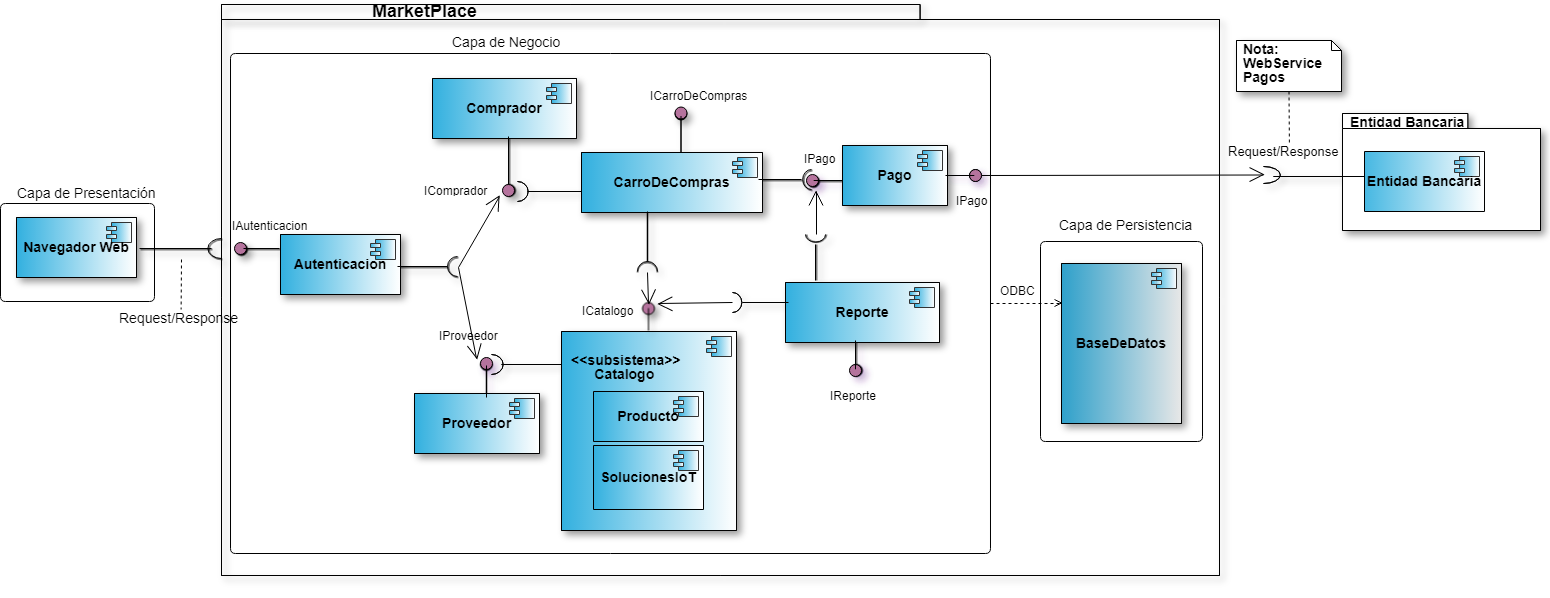 MarketPlace
Capa de Negocio
Nota:
WebService
Pagos
Comprador
ICarroDeCompras
Entidad Bancaria
IPago
Request/Response
CarroDeCompras
Pago
Entidad Bancaria
Capa de Presentación
IComprador
IPago
IAutenticacion
Capa de Persistencia
Navegador Web
Autenticacion
ODBC
ICatalogo
Reporte
Request/Response
IProveedor
BaseDeDatos
<<subsistema>>
Catalogo
IReporte
Producto
Proveedor
SolucionesIoT